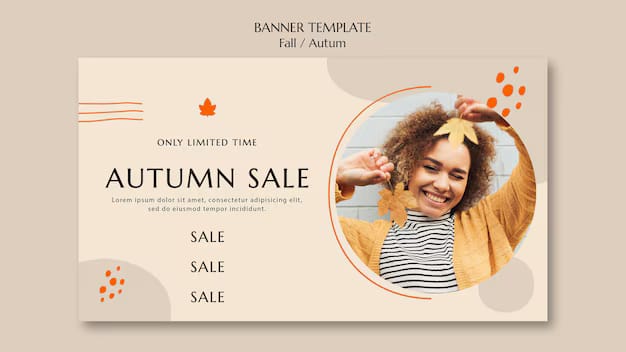 BANNER TEMPLATE
Fall / Autum
ONLY LIMITED TIME
AUTUMN SALE
Lorem ipsum dolor sit amet, consectetur adipisicing elit,
sed do eiusmod tempor incididunt.
SALE
SALE
SALE